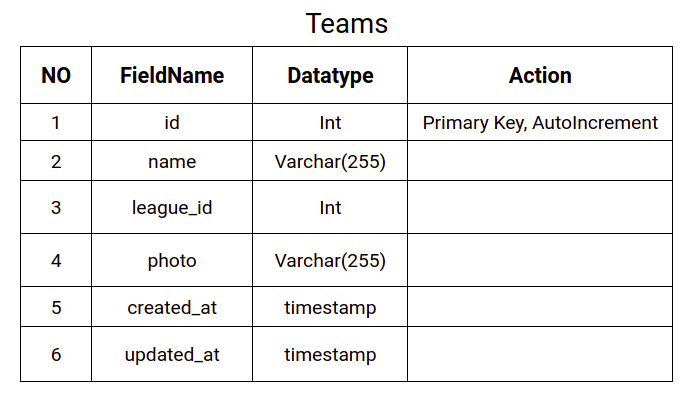 Teams
NO FieldName Datatype Action
1 id Int Primary Key, AutoIncrement
2 name Varchar(255)
3 league_id Int
4 photo Varchar(255)
5 created_at timestamp
6 updated_at timestamp